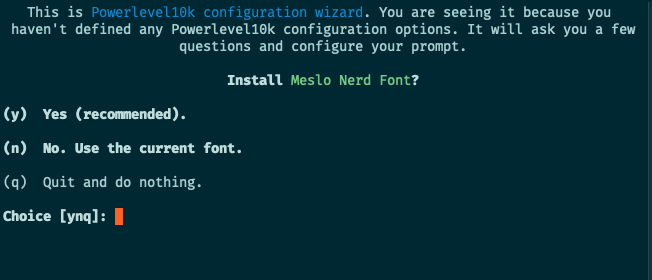 This is Powerlevel10k configuration wizard. You are seeing it because you
haven't defined any Powerlevel10k configuration options. It will ask you a few
questions and configure your prompt.
Install Meslo Nerd Font?
(y) Yes (recommended).
(n) No. Use the current font.
(q) Quit and do nothing.
Choice [ynq]: